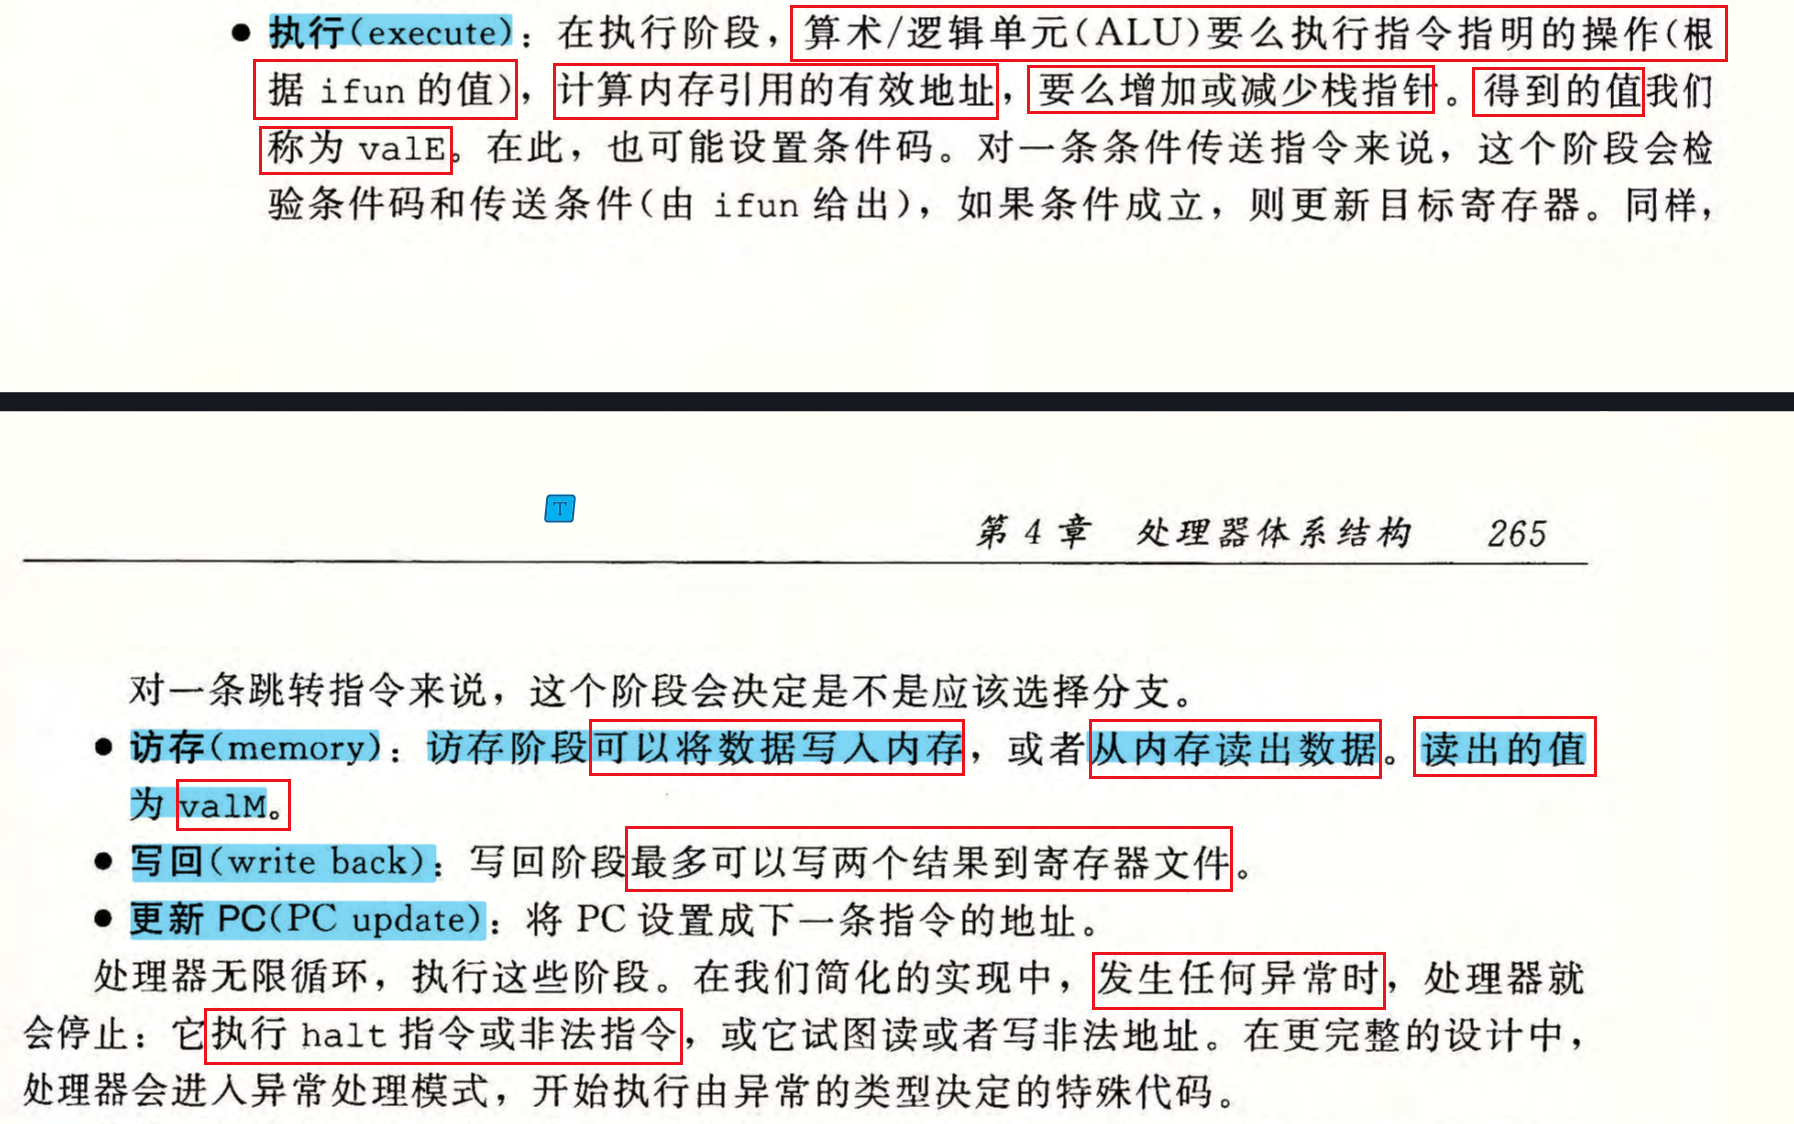 ● 执行(execute)：在执行阶段，算术/逻辑单元(ALU)要么执行指令指明的操作(根
据 ifun 的值)，计算内存引用的有效地址，要么增加或减少栈指针。得到的值我们
称为 valE。在此，也可能设置条件码。对一条条件传送指令来说，这个阶段会检
验条件码和传送条件(由 ifun 给出)，如果条件成立，则更新目标寄存器。同样，
T
第 4 章 处理器体系结构 265
对一条跳转指令来说，这个阶段会决定是不是应该选择分支。
● 访存(memory)：访存阶段可以将数据写入内存，或者从内存读出数据。读出的值
为 valM。
● 写回(write back)：写回阶段最多可以写两个结果到寄存器文件。
● 更新 PC(PC update)：将 PC 设置成下一条指令的地址。
处理器无限循环，执行这些阶段。在我们简化的实现中，发生任何异常时，处理器就
会停止：它执行 halt 指令或非法指令，或它试图读或者写非法地址。在更完整的设计中，
处理器会进入异常处理模式，开始执行由异常的类型决定的特殊代码。